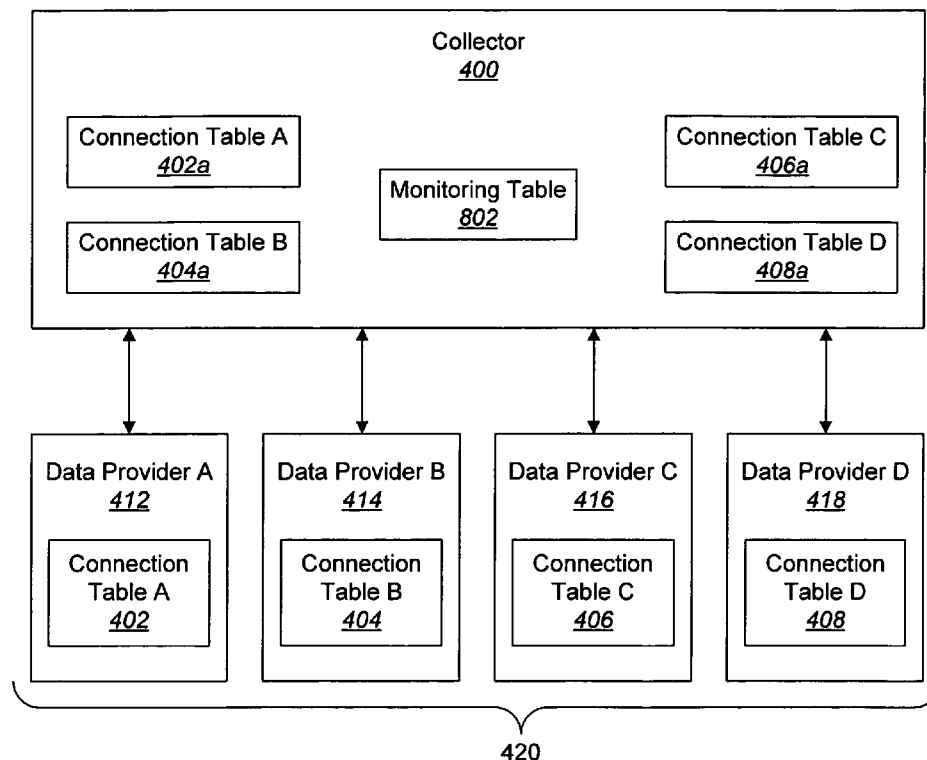 Collector
400
Connection Table A
402a
Connection Table C
406a
Monitoring Table
802
Connection Table B
404a
Connection Table D
408a
Data Provider A
412
Data Provider B
414
Data Provider C
416
Data Provider D
418
Connection
Table A
402
Connection
Table B
404
Connection
Table C
406
Connection
Table D
408
420